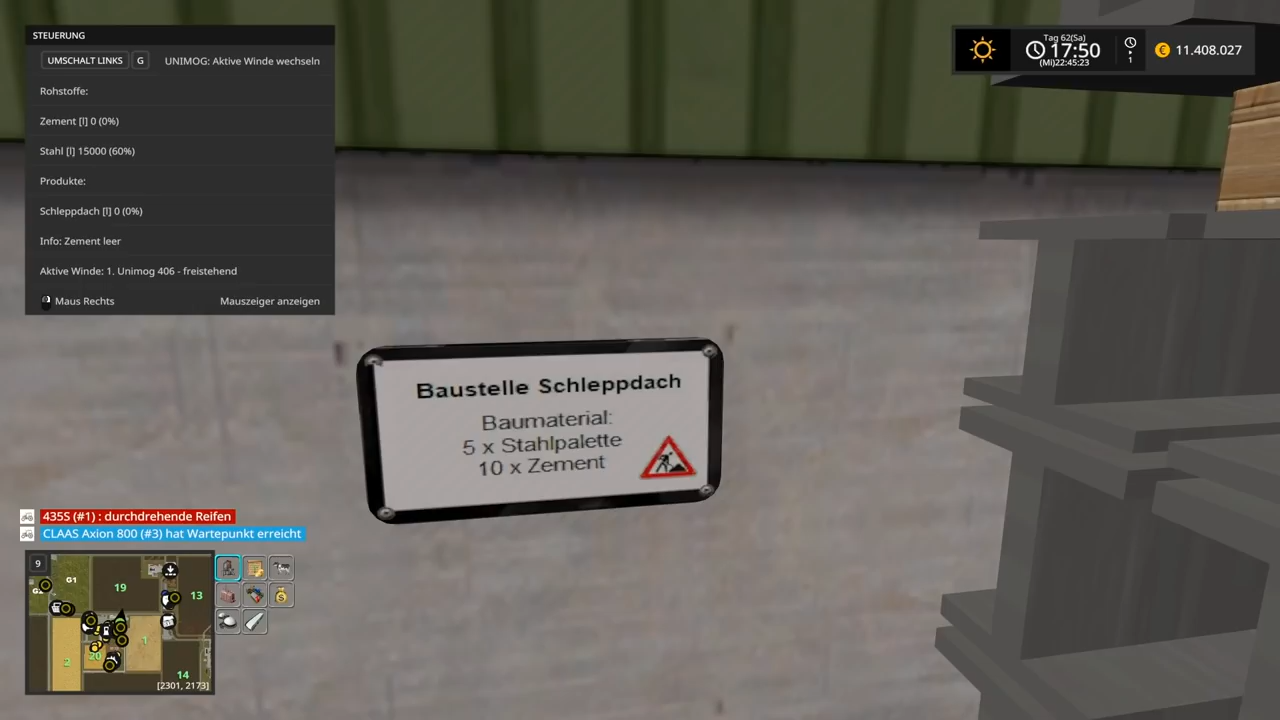 STEUERUNG
UMSCHALT LINKS G UNIMOG: Aktive Winde wechseln
Rohstoffe:
Zement [l] 0 (0%)
Stahl [l] 15000 (60%)
Produkte:
Schleppdach [l] 0 (0%)
Info: Zement leer
Aktive Winde: 1. Unimog 406 - freistehend
Maus Rechts Mauszeiger anzeigen
Tag 62(Sa)
17:50
(Mi)22:45:23
1
11.408.027
Baustelle Schleppdach
Baumaterial:
5 x Stahlpalette
10 x Zement
435S (#1) : durchdrehende Reifen
CLAAS Axion 800 (#3) hat Wartepunkt erreicht
9
G1
19
13
1
2
20
14
[2301, 2173]